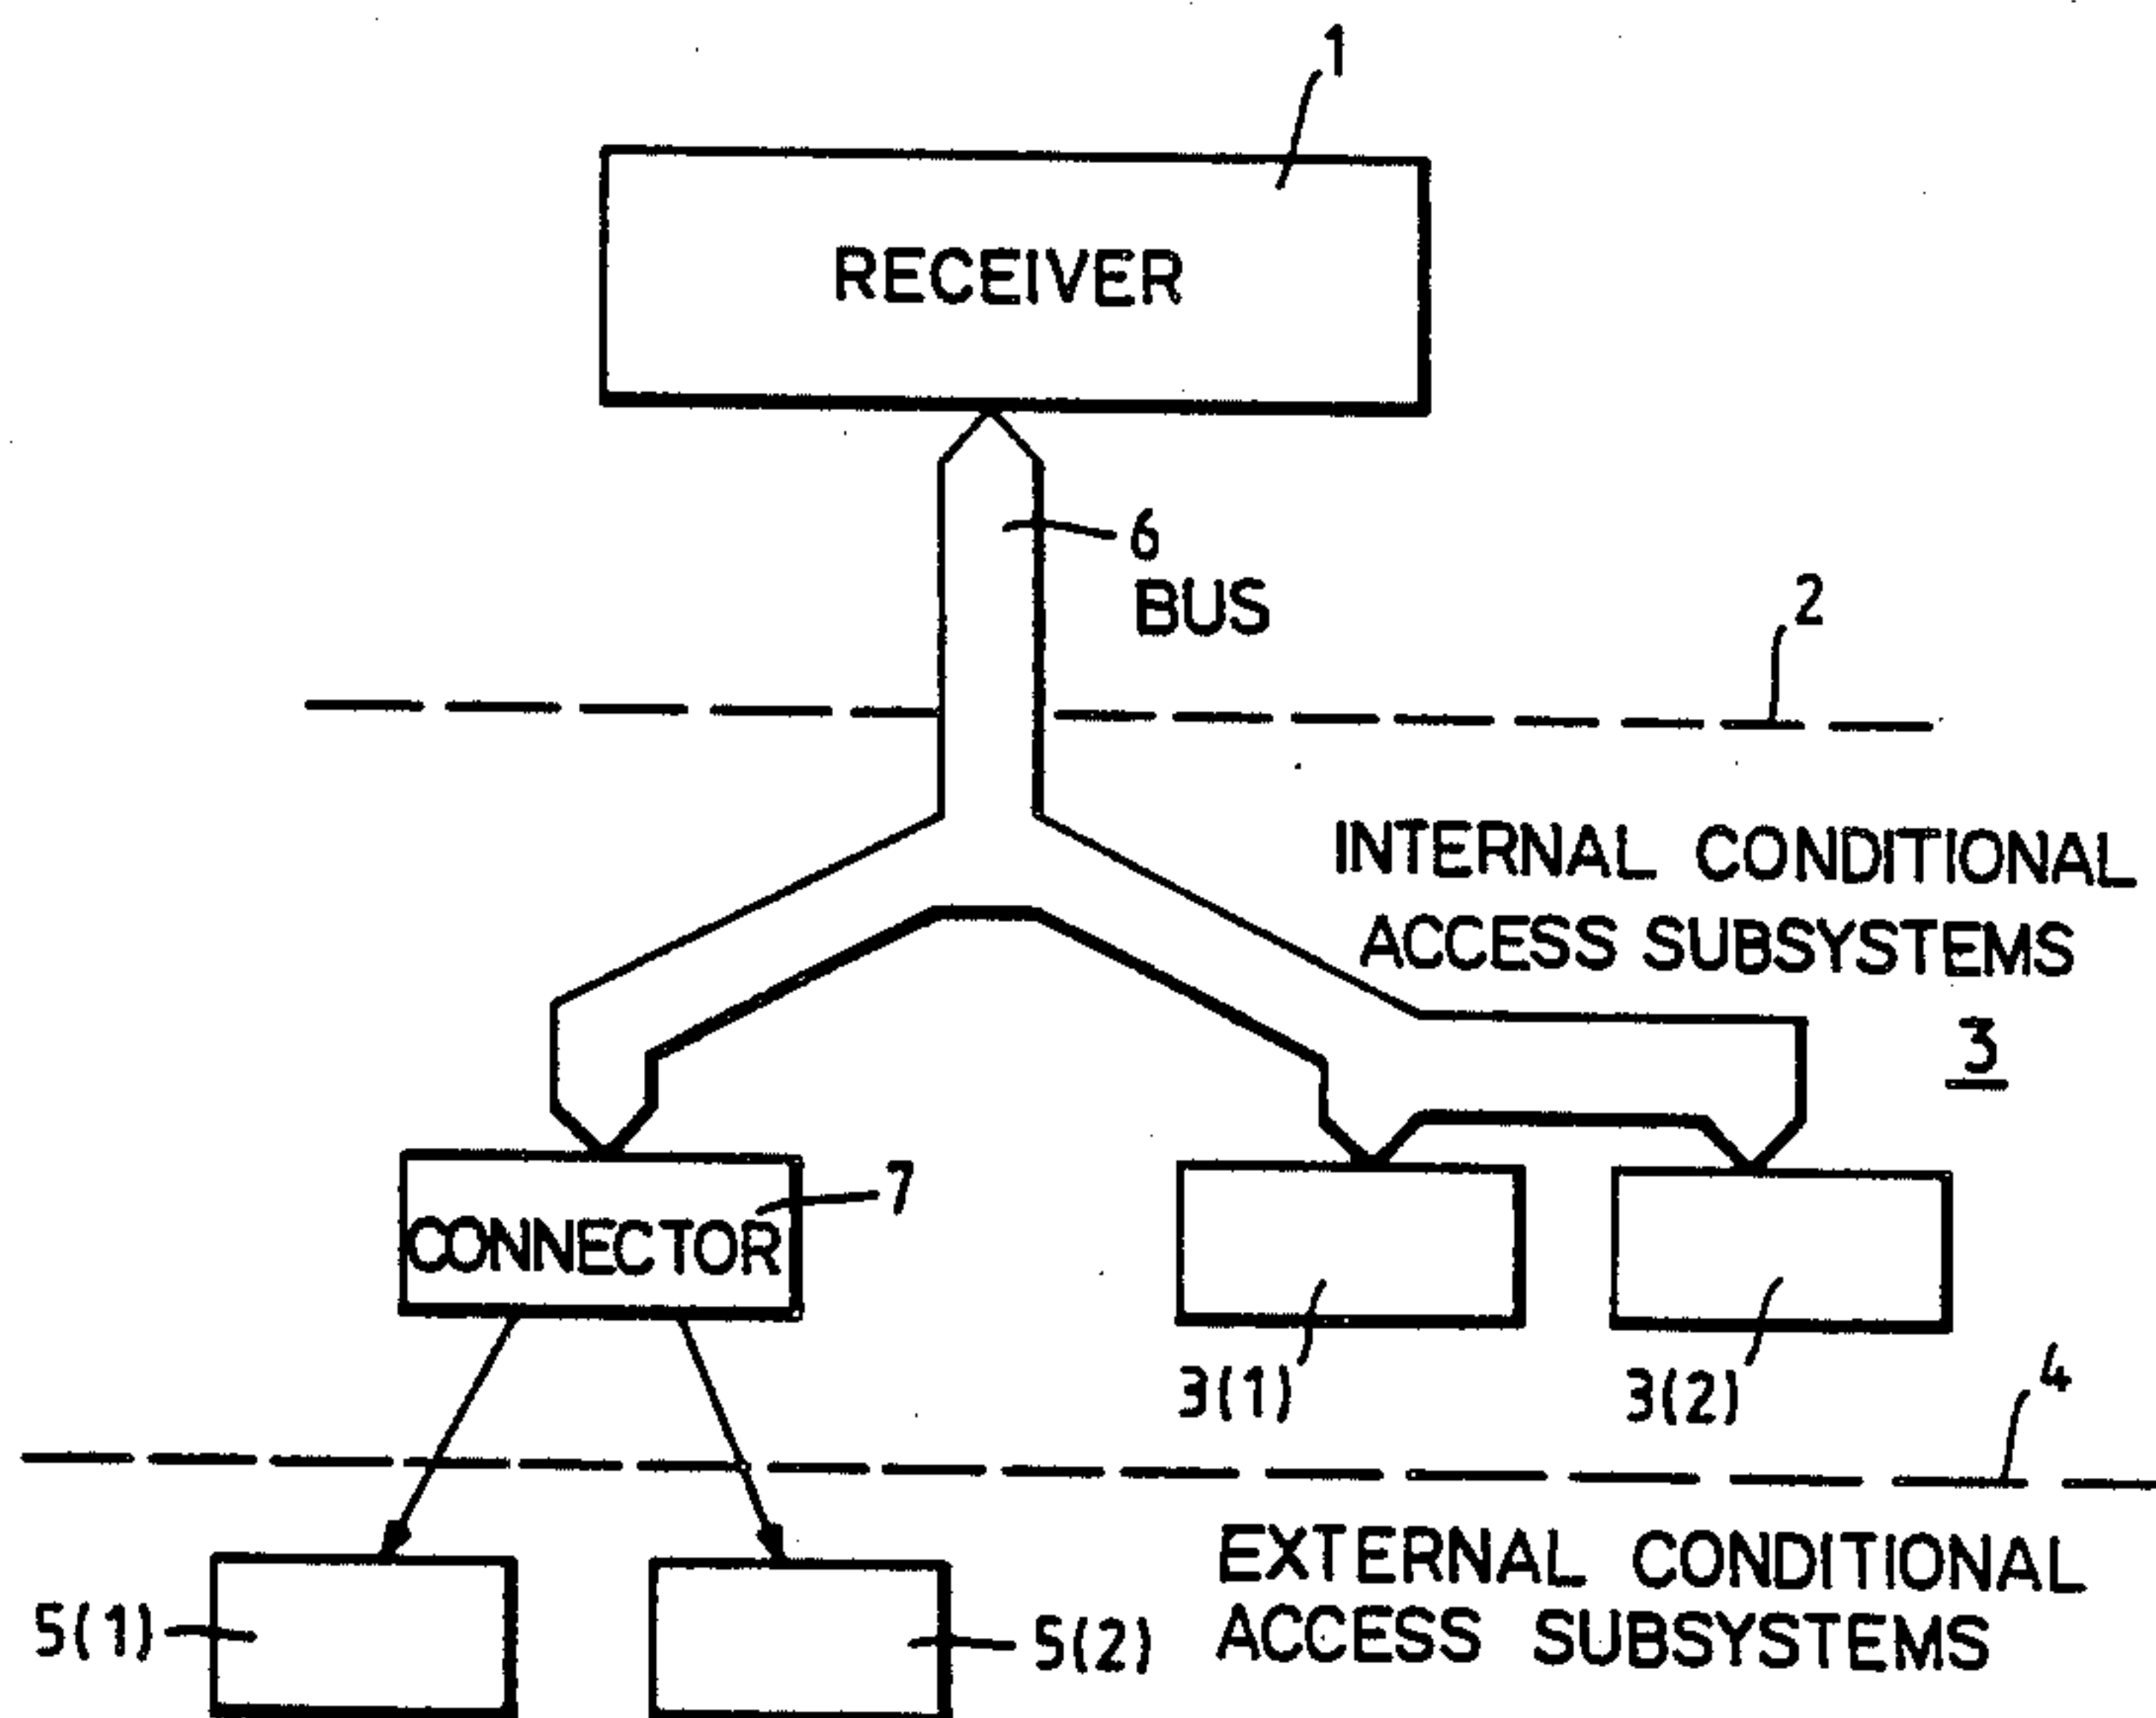 1
RECEIVER
6
BUS
2
INTERNAL CONDITIONAL
ACCESS SUBSYSTEMS
3
7
CONNECTOR
3(1)
3(2)
4
EXTERNAL CONDITIONAL
ACCESS SUBSYSTEMS
5(1)
5(2)